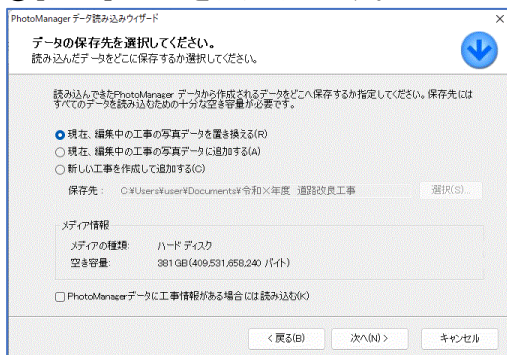 PhotoManager データ読み込みウィザード
データの保存先を選択してください。
読み込んだデータをどこに保存するか選択してください。
読み込んできたPhotoManager データから作成されるデータをどこへ保存するか指定してください。保存先には
すべてのデータを読み込むための十分な空き容量が必要です。
現在、編集中の工事の写真データを置き換える(R)
現在、編集中の工事の写真データに追加する(A)
新しい工事を作成して追加する(C)
保存先： C:¥Users¥user¥Documents¥令和×年度 道路改良工事 選択(S)...
メディア情報
メディアの種類: ハード ディスク
空き容量: 381 GB(409,531,658,240 バイト)
PhotoManagerデータに工事情報がある場合には読み込む(K)
< 戻る(B) 次へ(N) > キャンセル